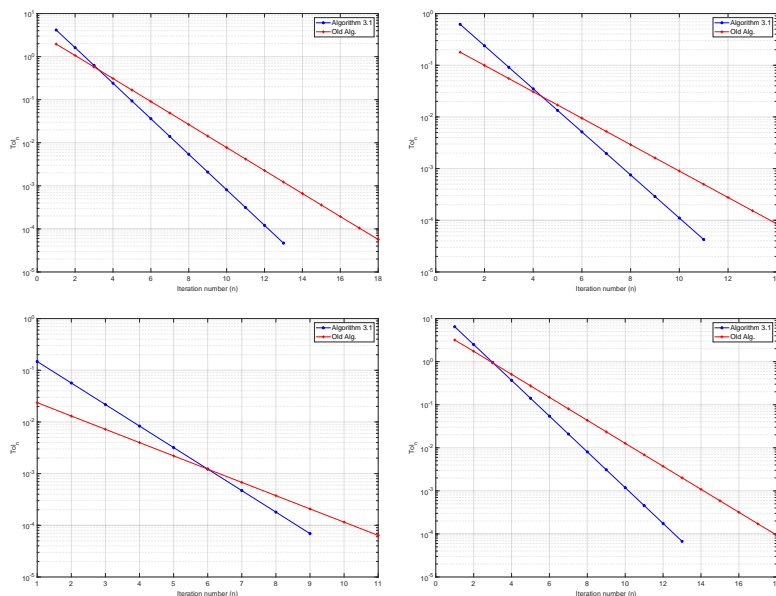 10^1
10^0
10^-1
10^-2
10^-3
10^-4
10^-5
Tol_n
0 2 4 6 8 10 12 14 16 18
Iteration number (n)
Algorithm 3.1
Old Alg.
10^0
10^-1
10^-2
10^-3
10^-4
10^-5
Tol_n
0 2 4 6 8 10 12 14
Iteration number (n)
Algorithm 3.1
Old Alg.
10^0
10^-1
10^-2
10^-3
10^-4
10^-5
Tol_n
1 2 3 4 5 6 7 8 9 10 11
Iteration number (n)
Algorithm 3.1
Old Alg.
10^1
10^0
10^-1
10^-2
10^-3
10^-4
10^-5
Tol_n
0 2 4 6 8 10 12 14 16 18
Iteration number (n)
Algorithm 3.1
Old Alg.